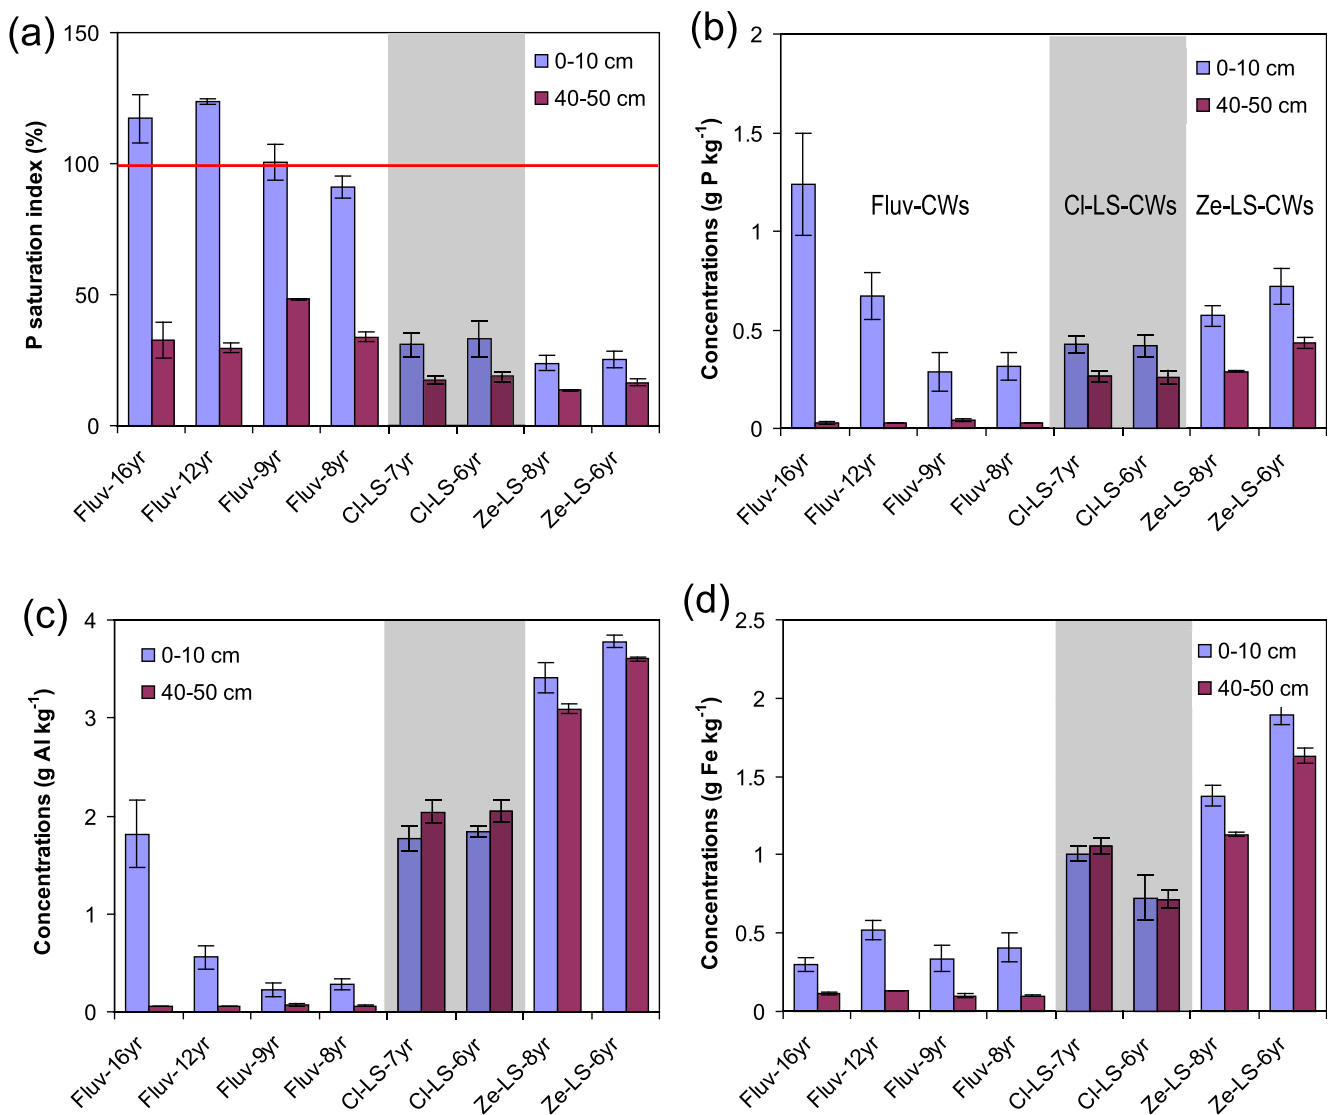 (a)
P saturation index (%)
150
100
50
0
0-10 cm
40-50 cm
Fluv-16yr
Fluv-12yr
Fluv-9yr
Fluv-8yr
Cl-LS-7yr
Cl-LS-6yr
Ze-LS-8yr
Ze-LS-6yr
(b)
Concentrations (g P kg⁻¹)
2
1.5
1
0.5
0
0-10 cm
40-50 cm
Fluv-CWs
Cl-LS-CWs
Ze-LS-CWs
Fluv-16yr
Fluv-12yr
Fluv-9yr
Fluv-8yr
Cl-LS-7yr
Cl-LS-6yr
Ze-LS-8yr
Ze-LS-6yr
(c)
Concentrations (g Al kg⁻¹)
4
3
2
1
0
0-10 cm
40-50 cm
Fluv-16yr
Fluv-12yr
Fluv-9yr
Fluv-8yr
Cl-LS-7yr
Cl-LS-6yr
Ze-LS-8yr
Ze-LS-6yr
(d)
Concentrations (g Fe kg⁻¹)
2.5
2
1.5
1
0.5
0
0-10 cm
40-50 cm
Fluv-16yr
Fluv-12yr
Fluv-9yr
Fluv-8yr
Cl-LS-7yr
Cl-LS-6yr
Ze-LS-8yr
Ze-LS-6yr